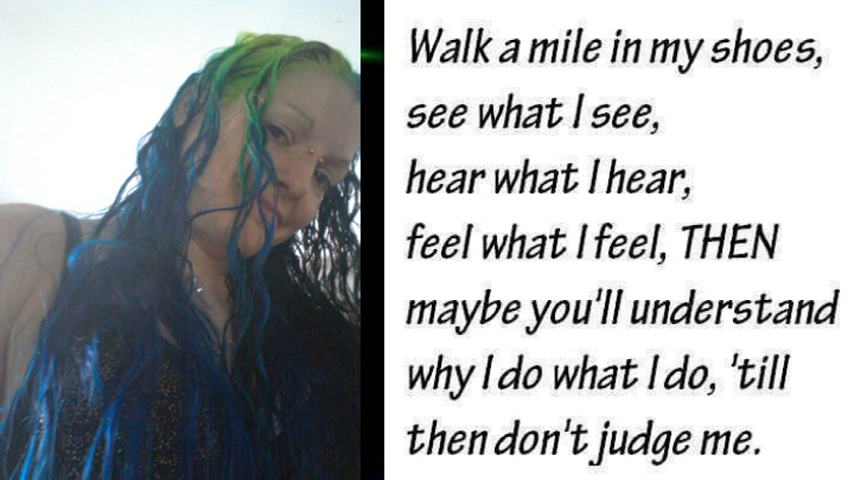 Walk a mile in my shoes,
see what I see,
hear what I hear,
feel what I feel, THEN
maybe you'll understand
why I do what I do, 'till
then don't judge me.